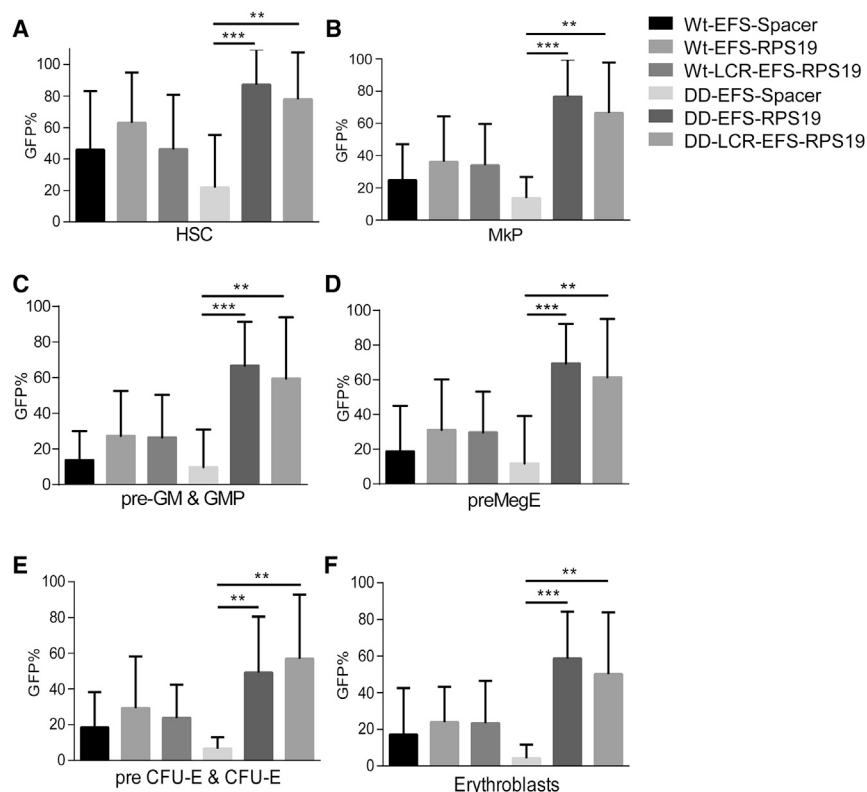 A
**
***
GFP%
100
80
60
40
20
0
HSC
B
**
***
GFP%
100
80
60
40
20
0
MkP
Wt-EFS-Spacer
Wt-EFS-RPS19
Wt-LCR-EFS-RPS19
DD-EFS-Spacer
DD-EFS-RPS19
DD-LCR-EFS-RPS19
C
**
***
GFP%
100
80
60
40
20
0
pre-GM & GMP
D
**
***
GFP%
100
80
60
40
20
0
preMegE
E
**
**
GFP%
100
80
60
40
20
0
pre CFU-E & CFU-E
F
**
***
GFP%
100
80
60
40
20
0
Erythroblasts